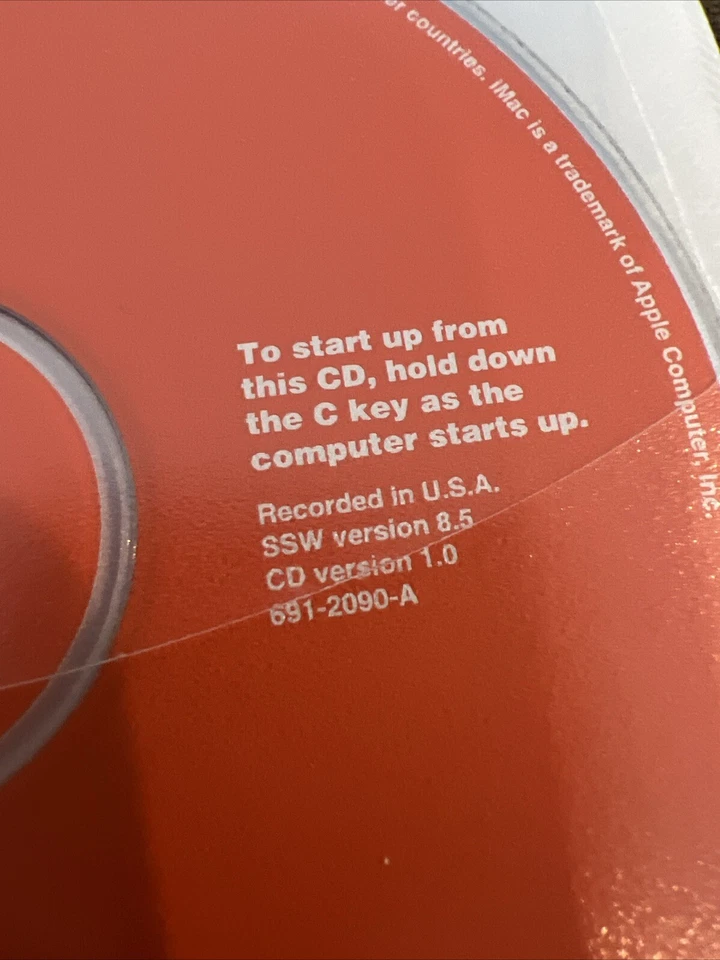 countries. iMac is a trademark of Apple Computer, Inc.
To start up from
this CD, hold down
the C key as the
computer starts up.
Recorded in U.S.A.
SSW version 8.5
CD version 1.0
691-2090-A